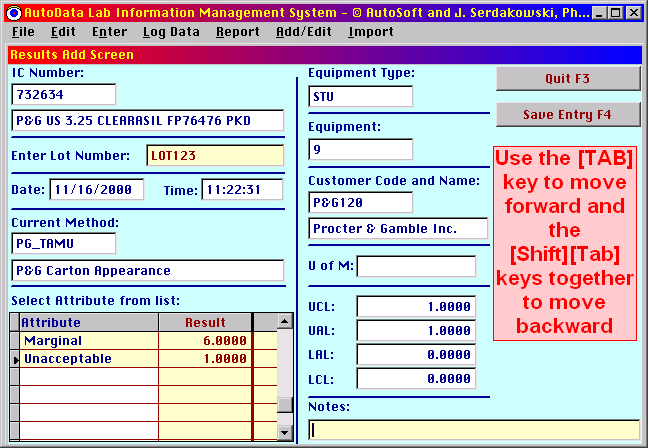 AutoData Lab Information Management System - © AutoSoft and J. Serdakowski, Ph...
File Edit Enter Log Data Report Add/Edit Import
Results Add Screen
IC Number:
732634
P&G US 3.25 CLEARASIL FP76476 PKD
Enter Lot Number: LOT123
Date: 11/16/2000 Time: 11:22:31
Current Method:
PG_TAMU
P&G Carton Appearance
Select Attribute from list:
Attribute Result
Marginal 6.0000
Unacceptable 1.0000
Equipment Type:
STU
Equipment:
9
Customer Code and Name:
P&G120
Procter & Gamble Inc.
U of M:
UCL: 1.0000
UAL: 1.0000
LAL: 0.0000
LCL: 0.0000
Notes:
Quit F3
Save Entry F4
Use the [TAB]
key to move
forward and
the
[Shift][Tab]
keys together
to move
backward